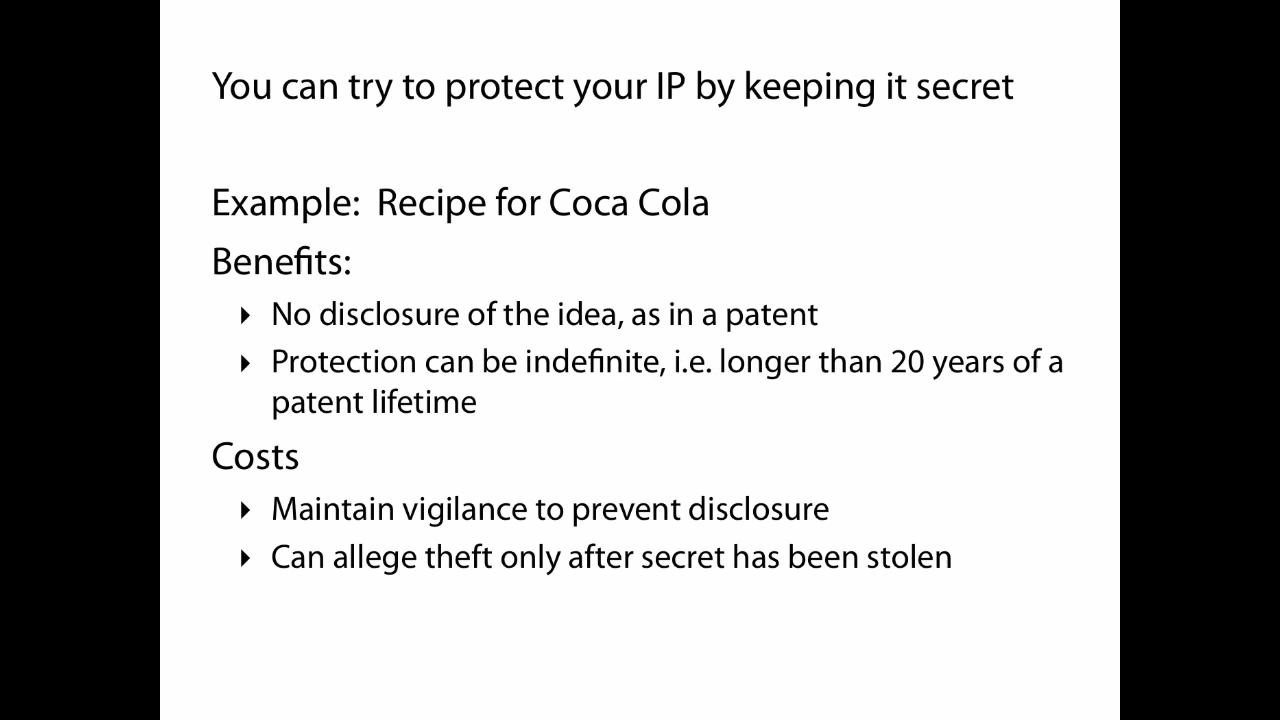 You can try to protect your IP by keeping it secret
Example: Recipe for Coca Cola
Benefits:
No disclosure of the idea, as in a patent
Protection can be indefinite, i.e. longer than 20 years of a
patent lifetime
Costs
Maintain vigilance to prevent disclosure
Can allege theft only after secret has been stolen